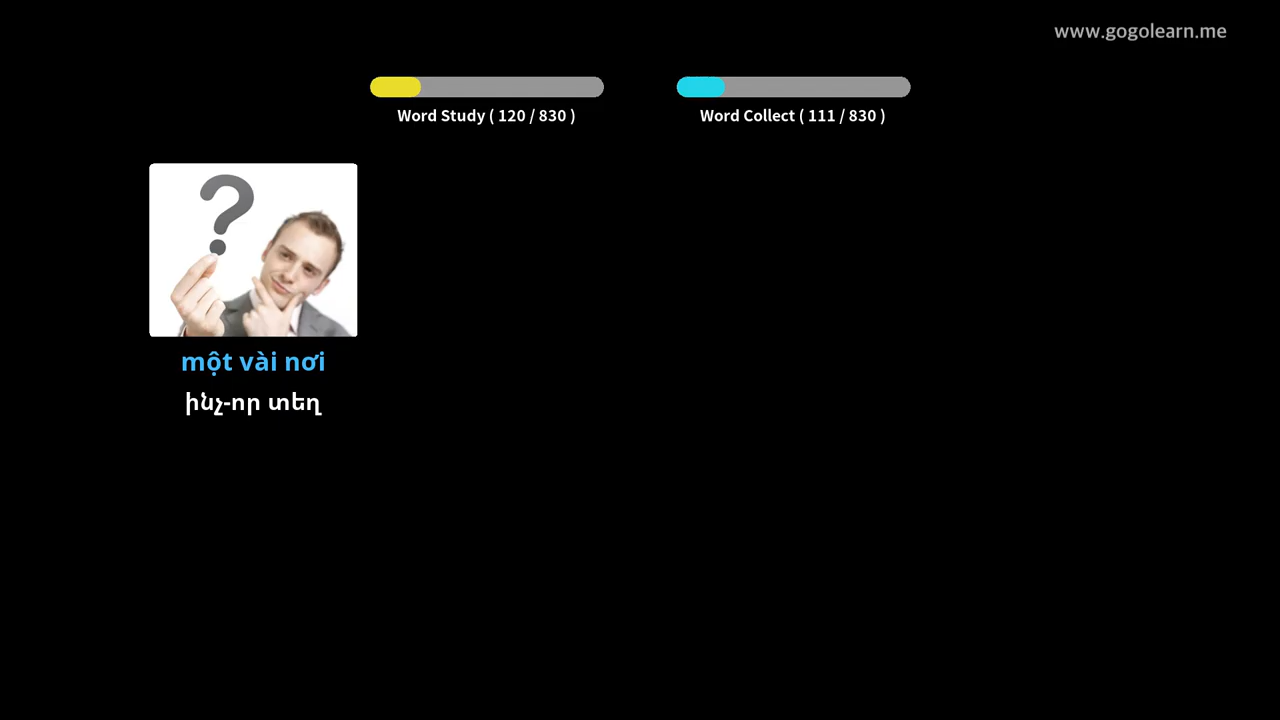 www.gogolearn.me
Word Study ( 120 / 830 )
Word Collect ( 111 / 830 )
một vài nơi
ինչ-որ տեղ